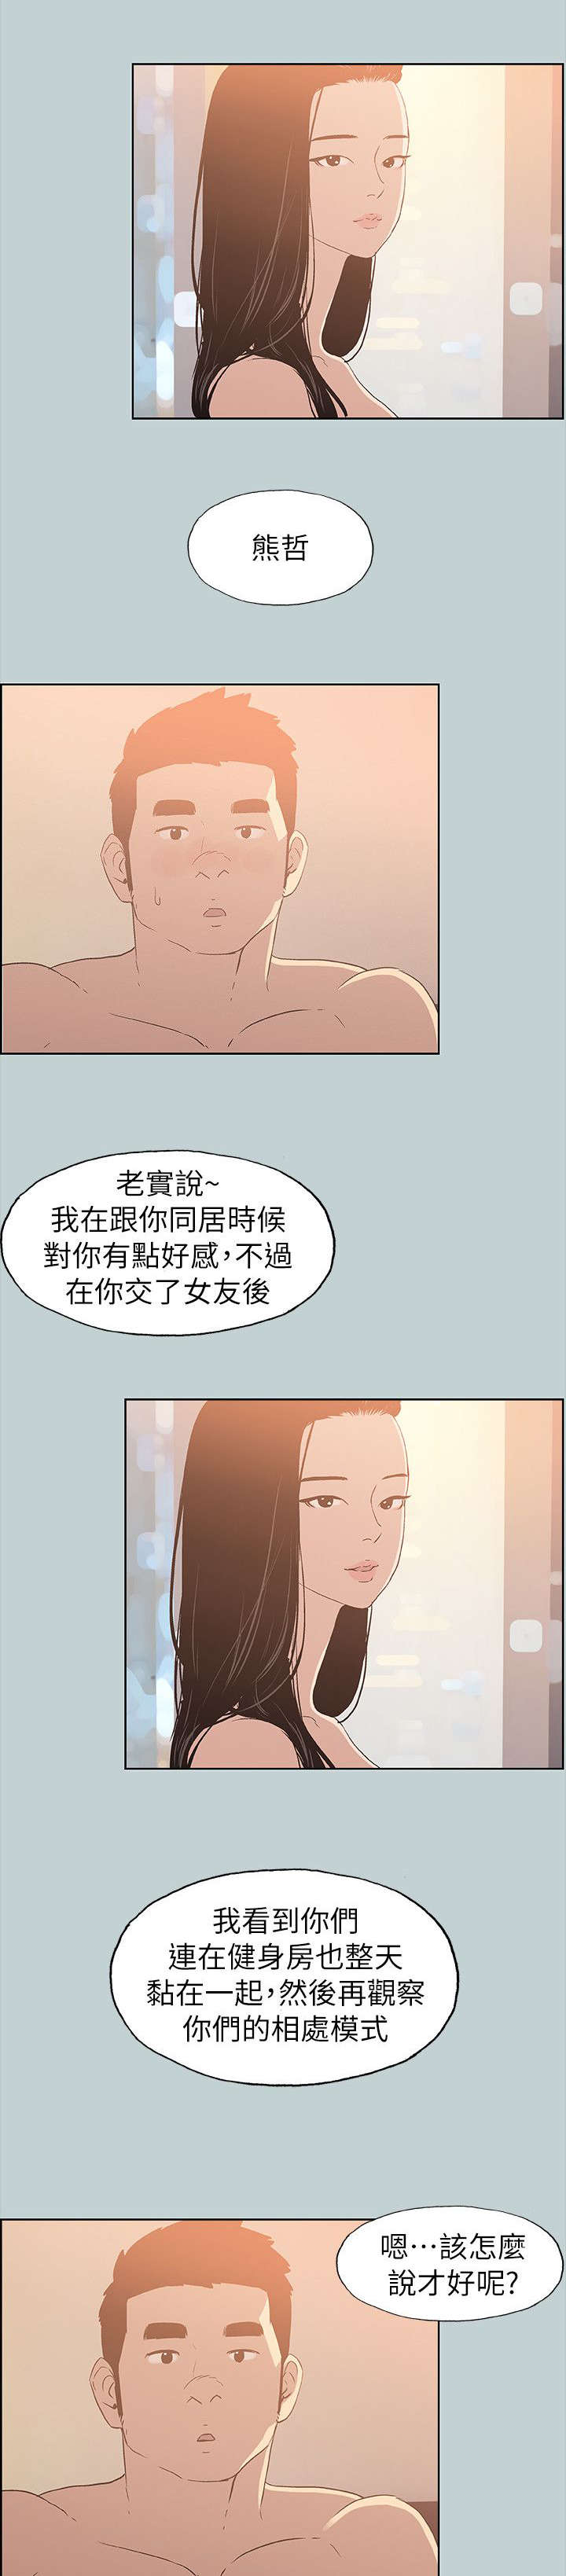 熊哲
老實說~
我在跟你同居時候
對你有點好感，不過
在你交了女友後
我看到你們
連在健身房也整天
黏在一起，然後再觀察
你們的相處模式
嗯⋯該怎麼
說才好呢?